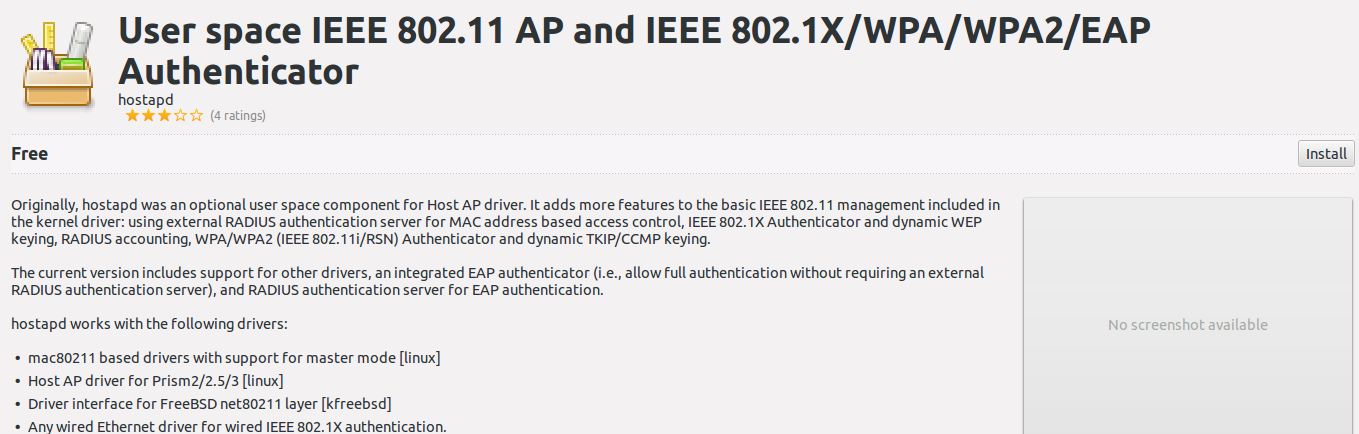 User space IEEE 802.11 AP and IEEE 802.1X/WPA/WPA2/EAP
Authenticator
hostapd
(4 ratings)
Free
Install
Originally, hostapd was an optional user space component for Host AP driver. It adds more features to the basic IEEE 802.11 management included in
the kernel driver: using external RADIUS authentication server for MAC address based access control, IEEE 802.1X Authenticator and dynamic WEP
keying, RADIUS accounting, WPA/WPA2 (IEEE 802.11i/RSN) Authenticator and dynamic TKIP/CCMP keying.
The current version includes support for other drivers, an integrated EAP authenticator (i.e., allow full authentication without requiring an external
RADIUS authentication server), and RADIUS authentication server for EAP authentication.
hostapd works with the following drivers:
• mac80211 based drivers with support for master mode [linux]
• Host AP driver for Prism2/2.5/3 [linux]
• Driver interface for FreeBSD net80211 layer [kfreebsd]
• Any wired Ethernet driver for wired IEEE 802.1X authentication.
No screenshot available